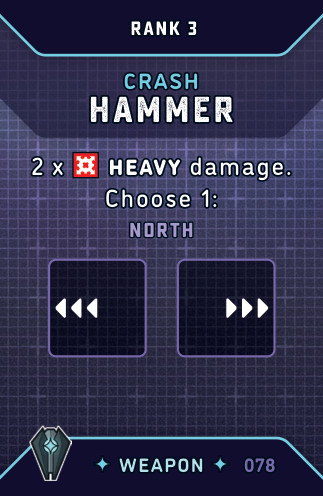 RANK 3
CRASH
HAMMER
2 x HEAVY damage.
Choose 1:
NORTH
WEAPON 078